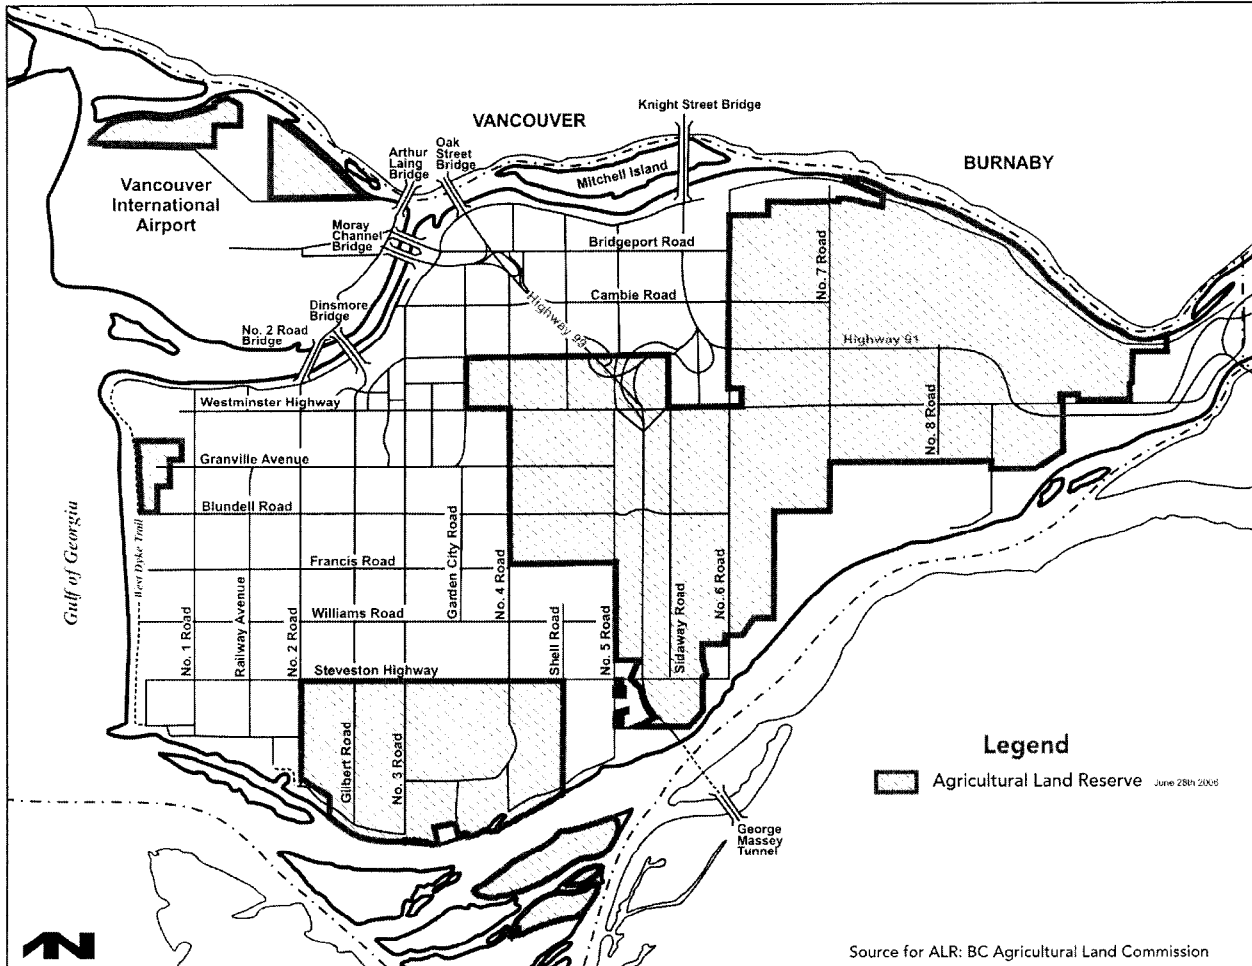 Knight Street Bridge
VANCOUVER
BURNABY
Arthur
Laing
Bridge
Oak
Street
Bridge
Mitchell Island
Vancouver
International
Airport
Moray
Channel
Bridge
Bridgeport Road
No. 7 Road
Cambie Road
Highway 99
Dinsmore
Bridge
No. 2 Road
Bridge
Highway 91
Westminster Highway
No. 8 Road
Granville Avenue
Blundell Road
Gulf of Georgia
West Dyke Trail
Francis Road
Garden City Road
No. 4 Road
Williams Road
No. 1 Road
Railway Avenue
No. 2 Road
Shell Road
No. 5 Road
Sidaway Road
No. 6 Road
Steveston Highway
Gilbert Road
No. 3 Road
Legend
Agricultural Land Reserve June 28th 2006
George
Massey
Tunnel
Source for ALR: BC Agricultural Land Commission